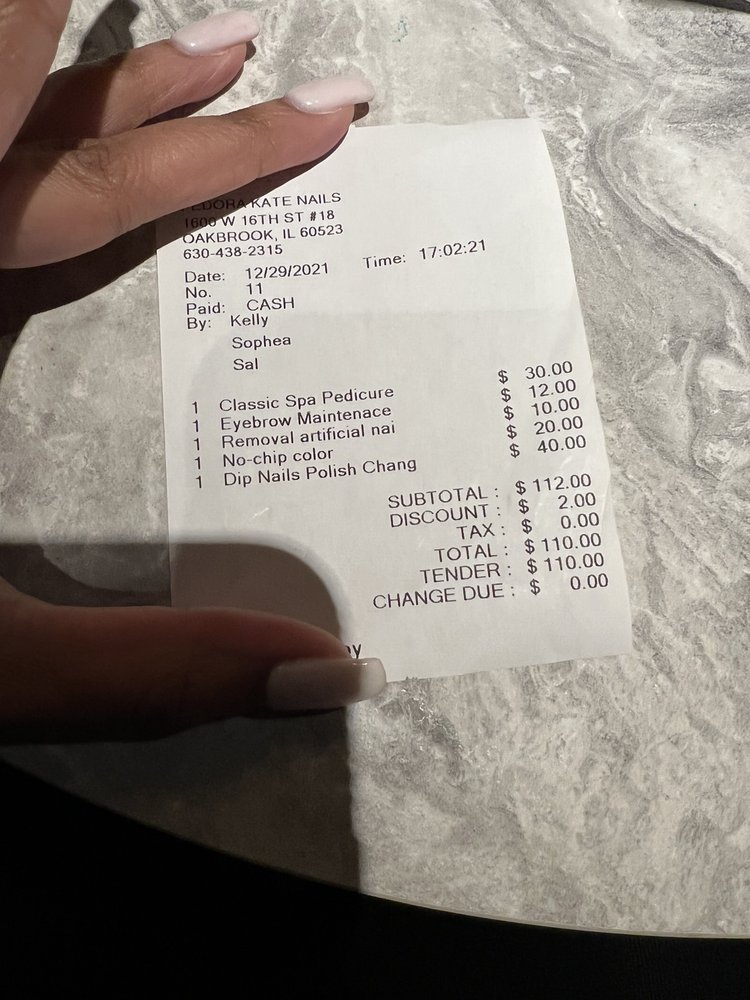 KATE NAILS
1600 W 16TH ST #18
OAKBROOK, IL 60523
630-438-2315
Date: 12/29/2021 Time: 17:02:21
No. 11
Paid: CASH
By: Kelly
Sophea
Sal
1 Classic Spa Pedicure $ 30.00
1 Eyebrow Maintenace $ 12.00
1 Removal artificial nai $ 10.00
1 No-chip color $ 20.00
1 Dip Nails Polish Chang $ 40.00
SUBTOTAL : $ 112.00
DISCOUNT : $ 2.00
TAX : $ 0.00
TOTAL : $ 110.00
TENDER : $ 110.00
CHANGE DUE : $ 0.00